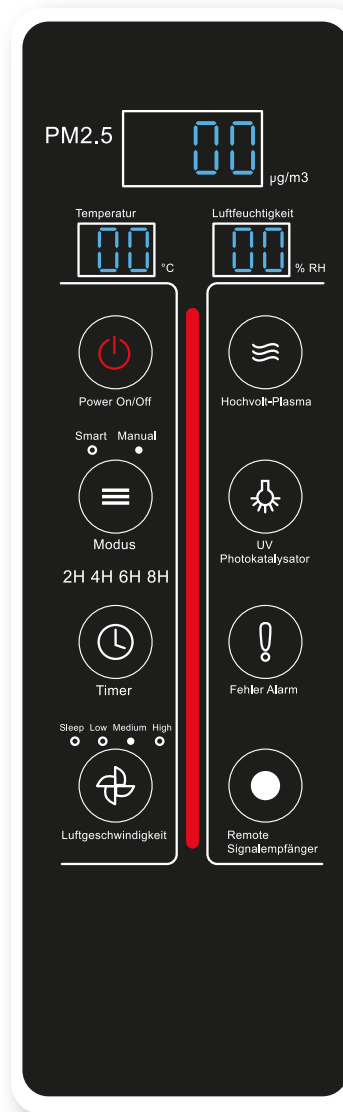 PM2.5
00
µg/m3
Temperatur
Luftfeuchtigkeit
00 °C
00 % RH
Power On/Off
Hochvolt-Plasma
Smart Manual
Modus
UV
Photokatalysator
2H 4H 6H 8H
Timer
Fehler Alarm
Sleep Low Medium High
Luftgeschwindigkeit
Remote
Signalempfänger